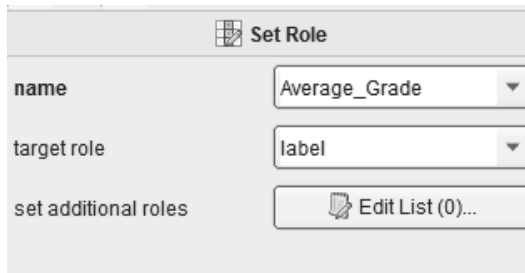 Set Role
name Average_Grade
target role label
set additional roles Edit List (0)...